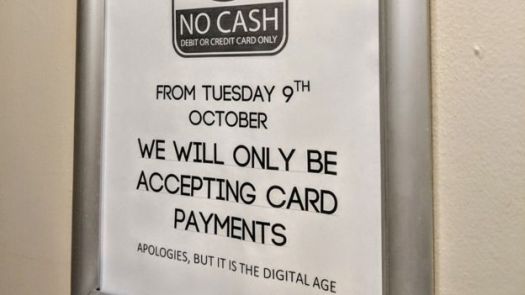 NO CASH
DEBIT OR CREDIT CARD ONLY
FROM TUESDAY 9TH
OCTOBER
WE WILL ONLY BE
ACCEPTING CARD
PAYMENTS
APOLOGIES, BUT IT IS THE DIGITAL AGE